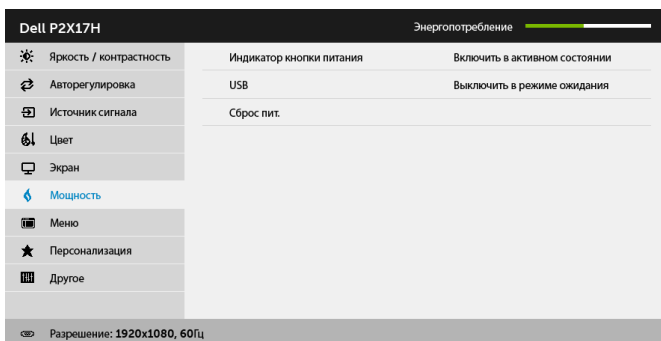 Dell P2X17H
Энергопотребление
Яркость / контрастность
Индикатор кнопки питания
Включить в активном состоянии
Авторегулировка
USB
Выключить в режиме ожидания
Источник сигнала
Сброс пит.
Цвет
Экран
Мощность
Меню
Персонализация
Другое
Разрешение: 1920x1080, 60Гц